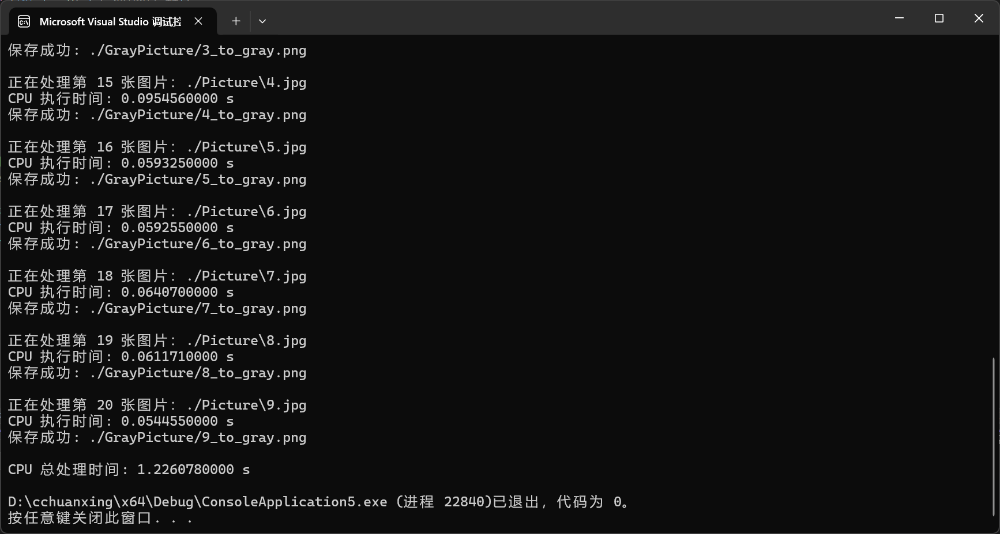 Microsoft Visual Studio 调试控
保存成功: ./GrayPicture/3_to_gray.png
正在处理第 15 张图片: ./Picture\4.jpg
CPU 执行时间: 0.0954560000 s
保存成功: ./GrayPicture/4_to_gray.png
正在处理第 16 张图片: ./Picture\5.jpg
CPU 执行时间: 0.0593250000 s
保存成功: ./GrayPicture/5_to_gray.png
正在处理第 17 张图片: ./Picture\6.jpg
CPU 执行时间: 0.0592550000 s
保存成功: ./GrayPicture/6_to_gray.png
正在处理第 18 张图片: ./Picture\7.jpg
CPU 执行时间: 0.0640700000 s
保存成功: ./GrayPicture/7_to_gray.png
正在处理第 19 张图片: ./Picture\8.jpg
CPU 执行时间: 0.0611710000 s
保存成功: ./GrayPicture/8_to_gray.png
正在处理第 20 张图片: ./Picture\9.jpg
CPU 执行时间: 0.0544550000 s
保存成功: ./GrayPicture/9_to_gray.png
CPU 总处理时间: 1.2260780000 s
D:\cchuanxing\x64\Debug\ConsoleApplication5.exe (进程 22840)已退出，代码为 0。
按任意键关闭此窗口. . .